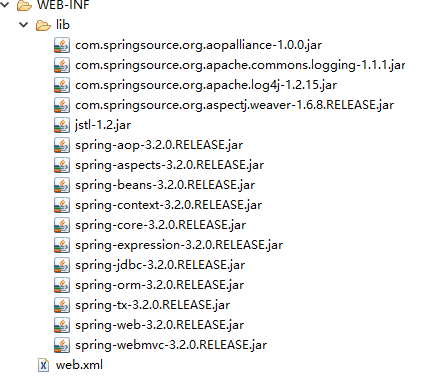 WEB-INF
lib
com.springsource.org.aopalliance-1.0.0.jar
com.springsource.org.apache.commons.logging-1.1.1.jar
com.springsource.org.apache.log4j-1.2.15.jar
com.springsource.org.aspectj.weaver-1.6.8.RELEASE.jar
jstl-1.2.jar
spring-aop-3.2.0.RELEASE.jar
spring-aspects-3.2.0.RELEASE.jar
spring-beans-3.2.0.RELEASE.jar
spring-context-3.2.0.RELEASE.jar
spring-core-3.2.0.RELEASE.jar
spring-expression-3.2.0.RELEASE.jar
spring-jdbc-3.2.0.RELEASE.jar
spring-orm-3.2.0.RELEASE.jar
spring-tx-3.2.0.RELEASE.jar
spring-web-3.2.0.RELEASE.jar
spring-webmvc-3.2.0.RELEASE.jar
web.xml